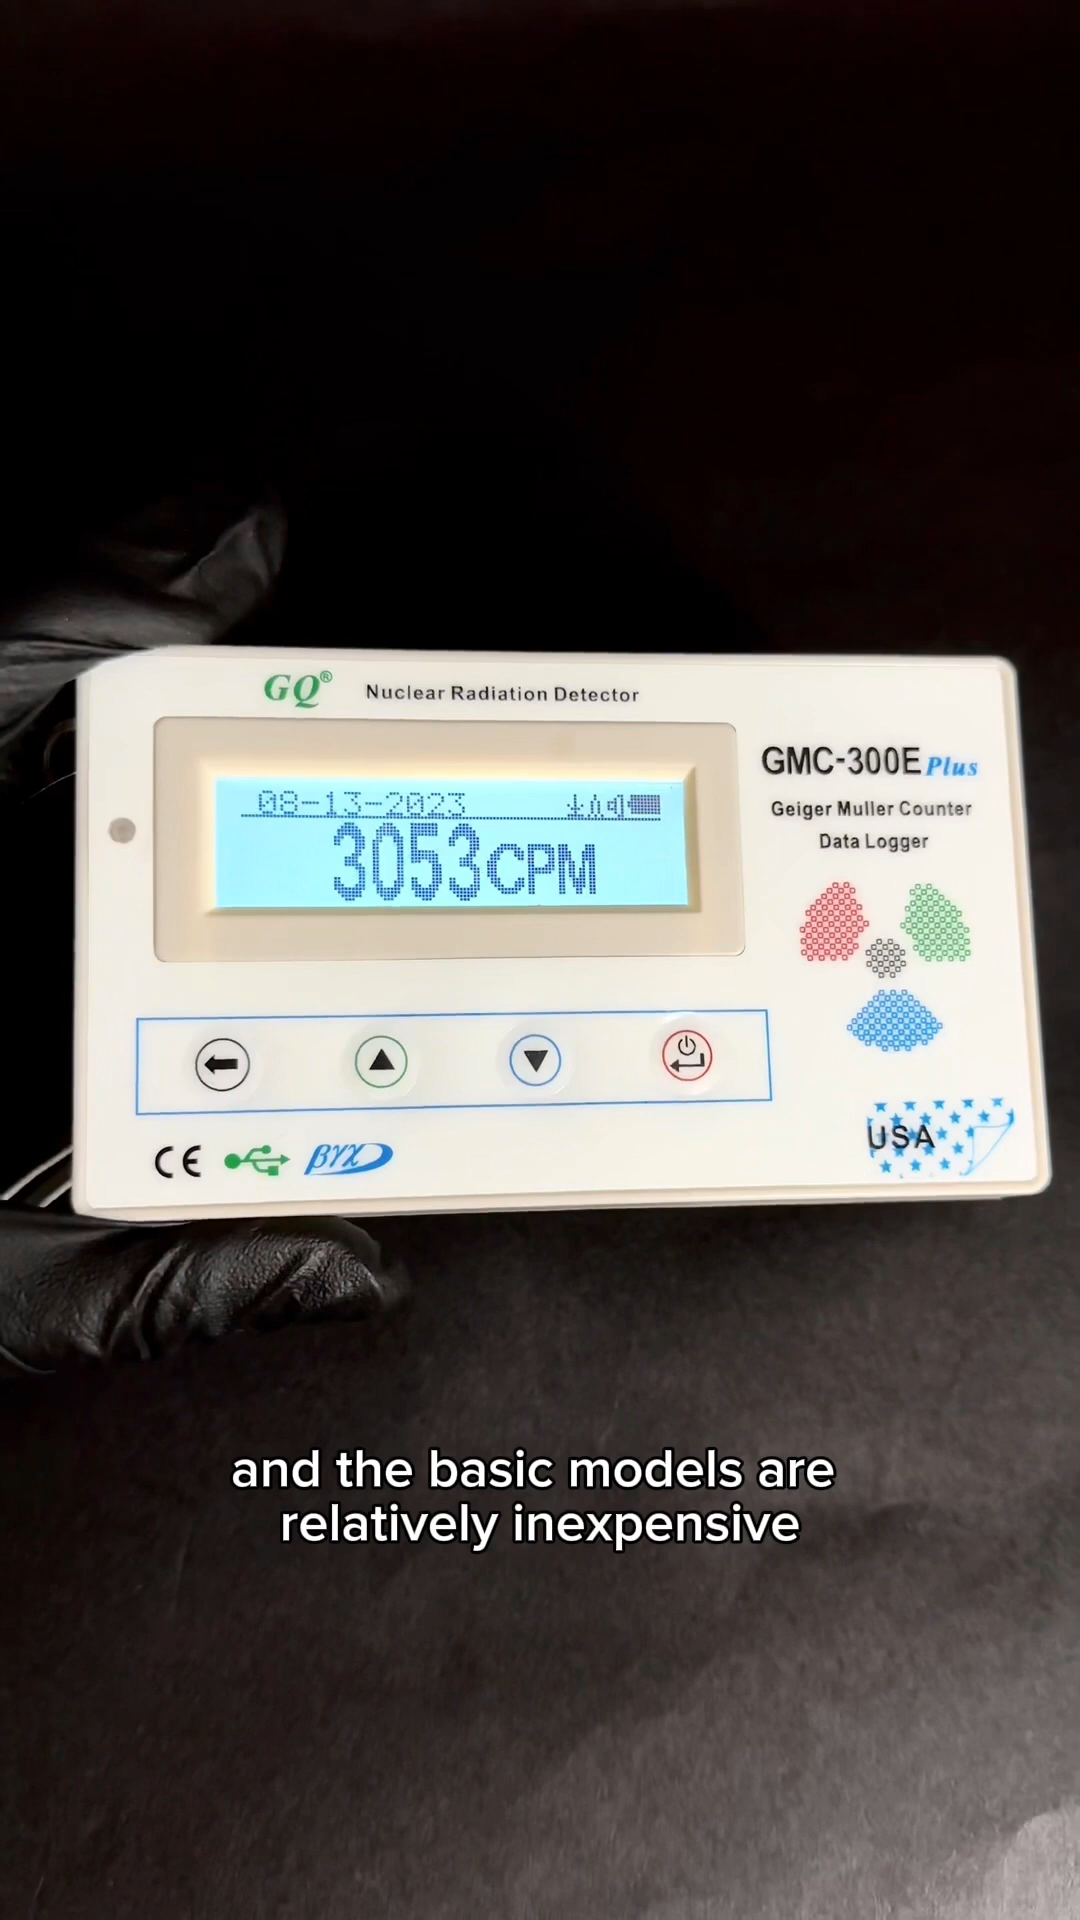 GQ® Nuclear Radiation Detector
08-13-2023
3053CPM
GMC-300E Plus
Geiger Muller Counter
Data Logger
CE βγχ
USA
and the basic models are
relatively inexpensive